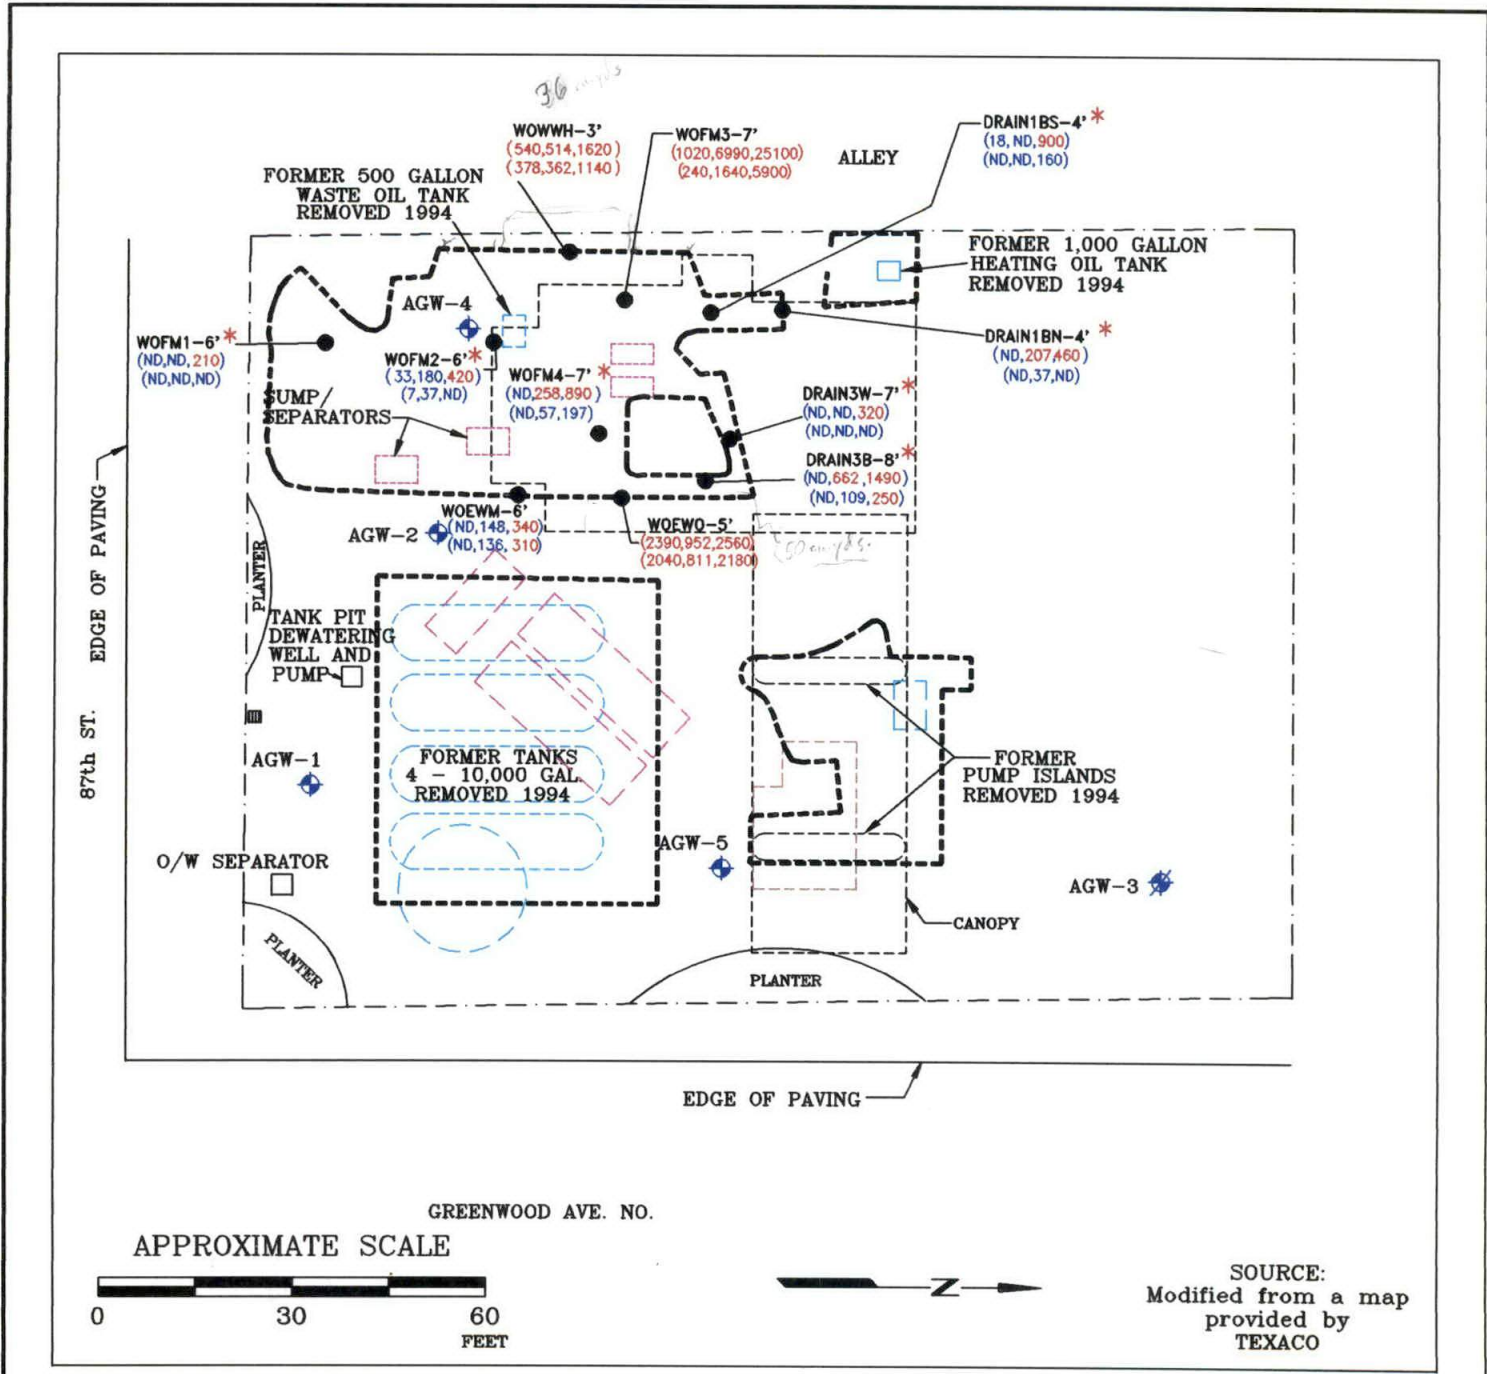 36
WOWWH-3'
(540,514,1620)
(378,362,1140)
WOFM3-7'
(1020,6990,25100)
(240,1640,5900)
ALLEY
DRAIN1BS-4' *
(18, ND,900)
(ND,ND,160)
FORMER 500 GALLON
WASTE OIL TANK
REMOVED 1994
FORMER 1,000 GALLON
HEATING OIL TANK
REMOVED 1994
AGW-4
WOFM1-6' *
(ND,ND, 210)
(ND,ND,ND)
WOFM2-6' *
(33,180,420)
(7,37,ND)
WOFM4-7' *
(ND,258,890)
(ND,57,197)
DRAIN1BN-4' *
(ND,207,460)
(ND,37,ND)
SUMP/
SEPARATORS
DRAIN3W-7' *
(ND,ND,320)
(ND,ND,ND)
DRAIN3B-8' *
(ND,662,1490)
(ND,109,250)
AGW-2
WOEWM-6'
(ND,148,340)
(ND,136,310)
WOEWO-5'
(2390,952,2560)
(2040,811,2180)
EDGE OF PAVING
87th ST.
PLANTER
TANK PIT
DEWATERING
WELL AND
PUMP
AGW-1
FORMER TANKS
4 - 10,000 GAL.
REMOVED 1994
FORMER
PUMP ISLANDS
REMOVED 1994
AGW-5
O/W SEPARATOR
AGW-3
CANOPY
PLANTER
PLANTER
EDGE OF PAVING
GREENWOOD AVE. NO.
APPROXIMATE SCALE
0 30 60
FEET
N
SOURCE:
Modified from a map
provided by
TEXACO